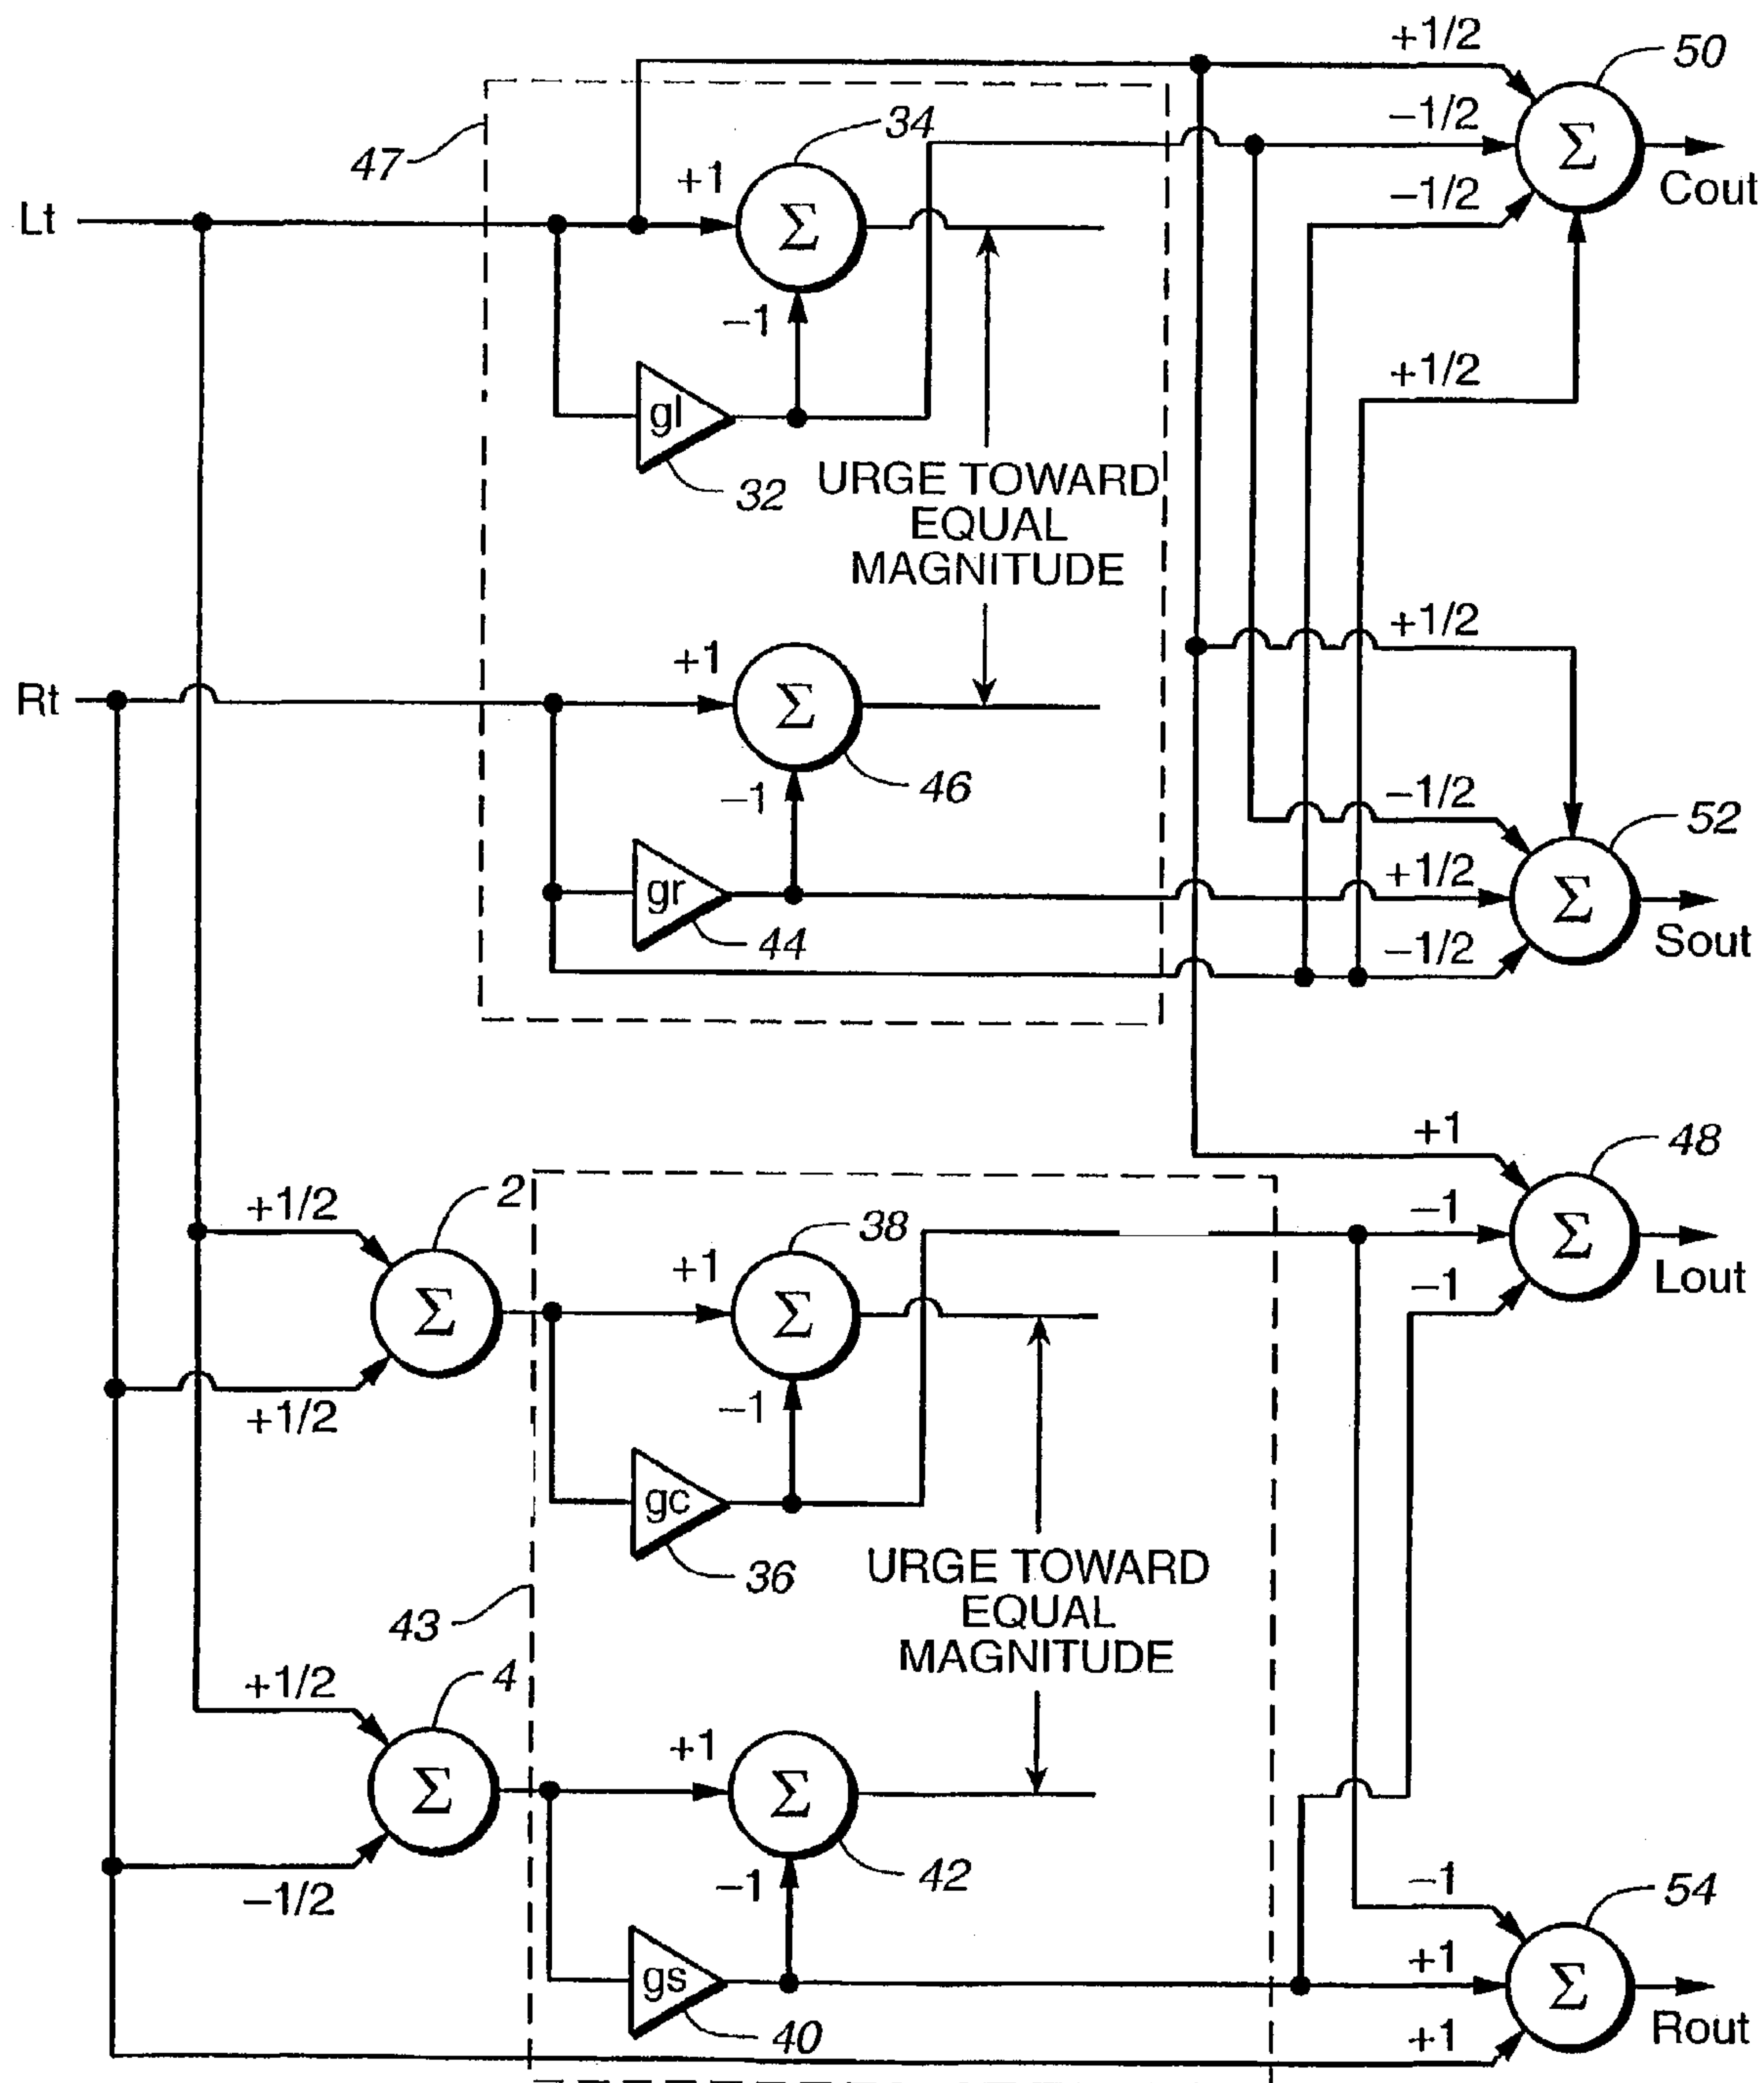 +1/2
50
34
−1/2
47
+1
Σ
Σ
Cout
−1/2
Lt
Σ
−1
+1/2
gl
32
URGE TOWARD
EQUAL
MAGNITUDE
+1/2
+1
Rt
Σ
46
−1
−1/2
52
gr
+1/2
Σ
44
−1/2
Sout
+1
48
2
+1/2
38
−1
+1
Σ
Lout
−1
Σ
Σ
−1
+1/2
gc
36
URGE TOWARD
EQUAL
MAGNITUDE
43
4
+1/2
+1
Σ
Σ
−1
42
−1
54
−1/2
+1
gs
Σ
40
+1
Rout